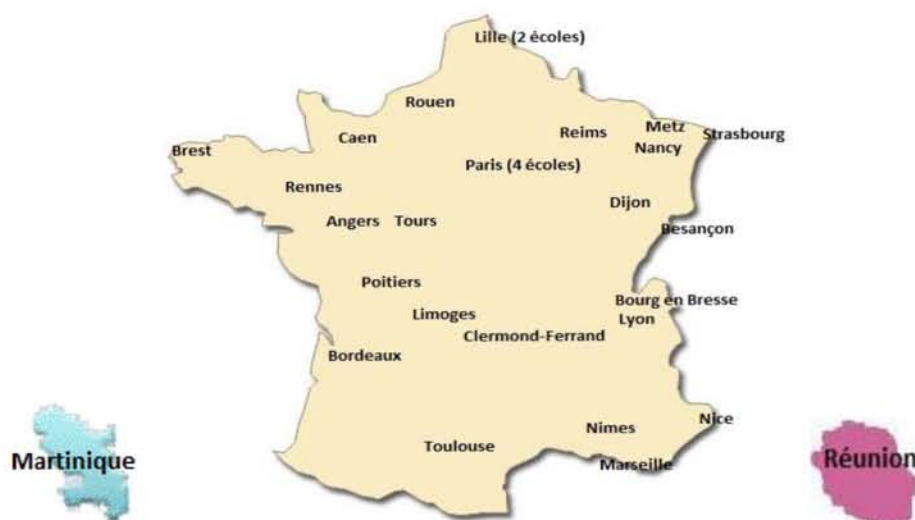 Lille (2 écoles)
Rouen
Caen
Reims
Metz
Strasbourg
Nancy
Brest
Paris (4 écoles)
Rennes
Dijon
Angers
Tours
Besançon
Poitiers
Bourg en Bresse
Limoges
Lyon
Clermond-Ferrand
Bordeaux
Nice
Nimes
Toulouse
Marseille
Martinique
Réunion